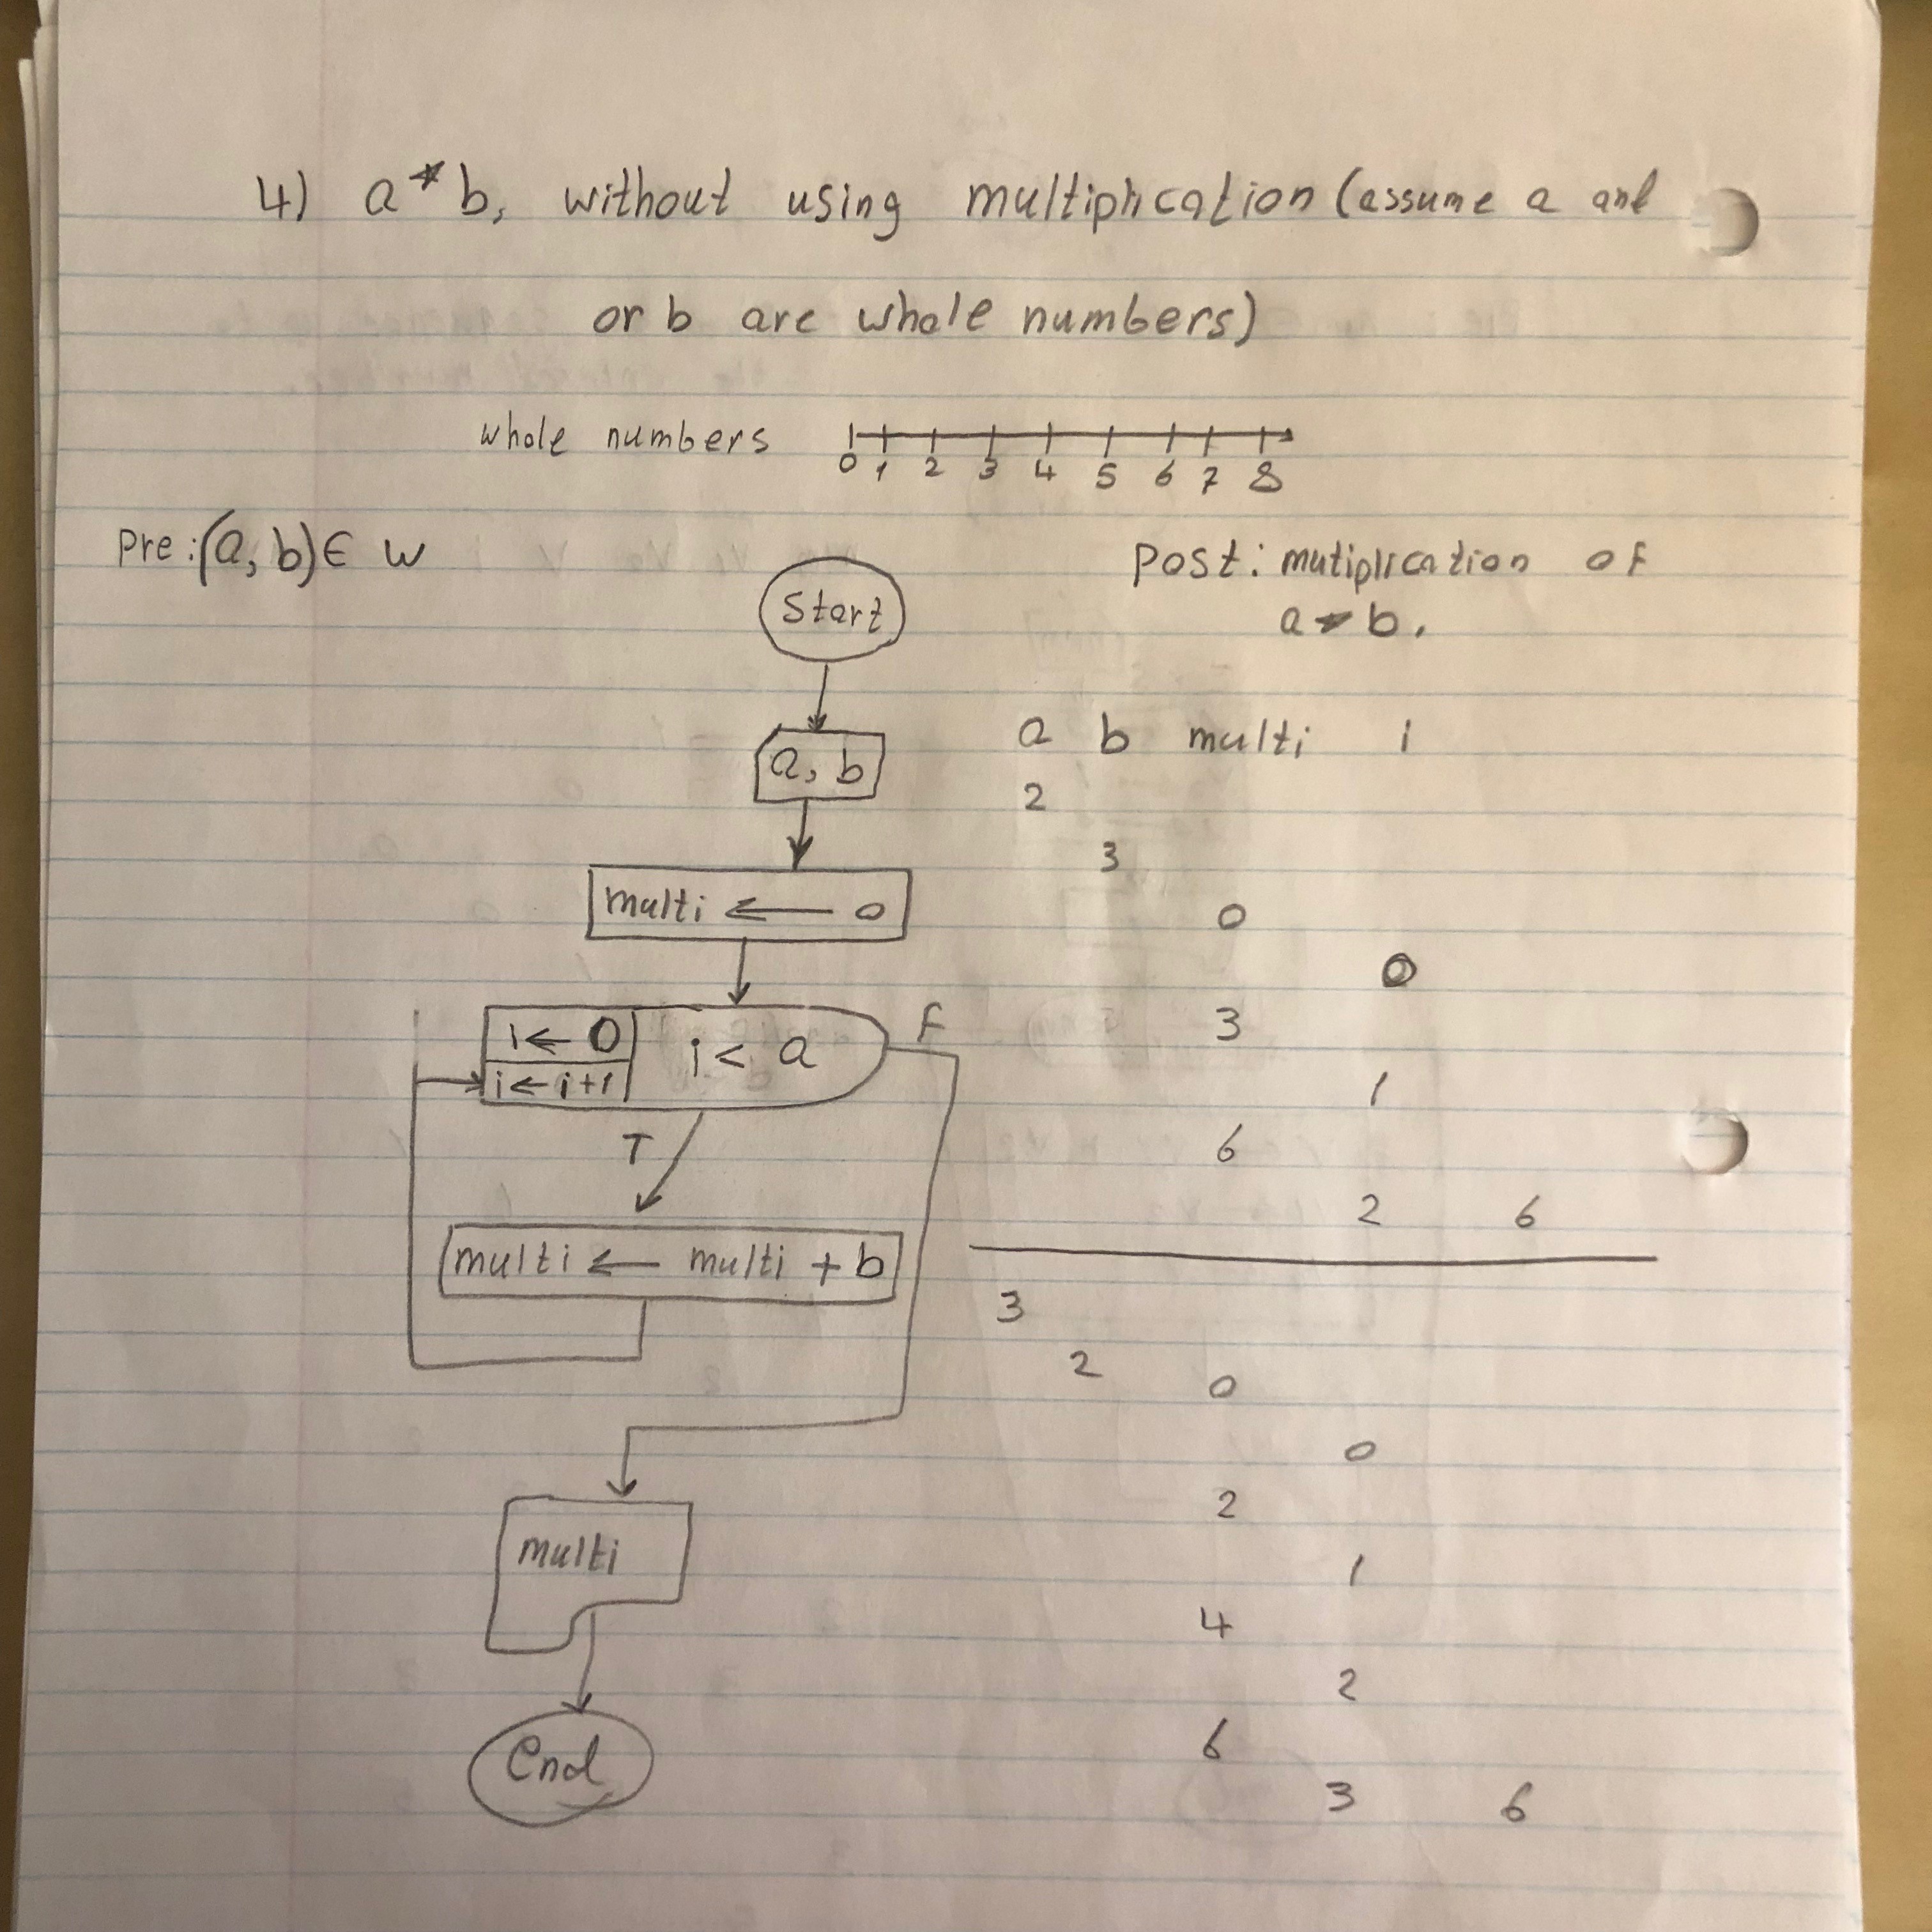 4) a * b, without using multiplication (assume a and
or b are whole numbers)
whole numbers
0 1 2 3 4 5 6 7 8
Pre: (a, b) ∈ W
Post: mutiplication of
a * b.
Start
a, b
multi ← 0
i ← 0
i ← i+1
i < a
F
T
multi ← multi + b
multi
End
a b multi i
2
3
0
0
3
1
6
2 6
3
2 0
0
2
1
4
2
6
3 6